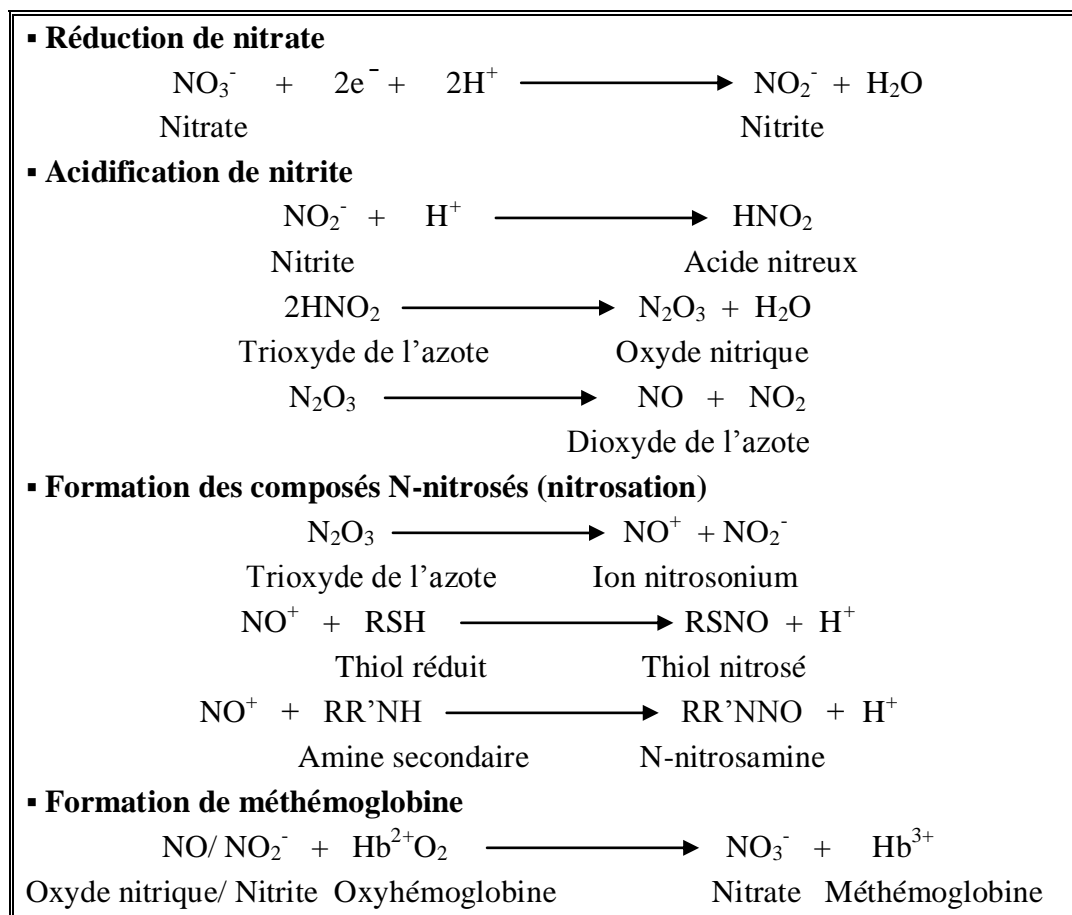 ▪ Réduction de nitrate
NO₃⁻ + 2e⁻ + 2H⁺ ⟶ NO₂⁻ + H₂O
Nitrate Nitrite
▪ Acidification de nitrite
NO₂⁻ + H⁺ ⟶ HNO₂
Nitrite Acide nitreux
2HNO₂ ⟶ N₂O₃ + H₂O
Trioxyde de l’azote Oxyde nitrique
N₂O₃ ⟶ NO + NO₂
Dioxyde de l’azote
▪ Formation des composés N-nitrosés (nitrosation)
N₂O₃ ⟶ NO⁺ + NO₂⁻
Trioxyde de l’azote Ion nitrosonium
NO⁺ + RSH ⟶ RSNO + H⁺
Thiol réduit Thiol nitrosé
NO⁺ + RR’NH ⟶ RR’NNO + H⁺
Amine secondaire N-nitrosamine
▪ Formation de méthémoglobine
NO/ NO₂⁻ + Hb²⁺O₂ ⟶ NO₃⁻ + Hb³⁺
Oxyde nitrique/ Nitrite Oxyhémoglobine Nitrate Méthémoglobine